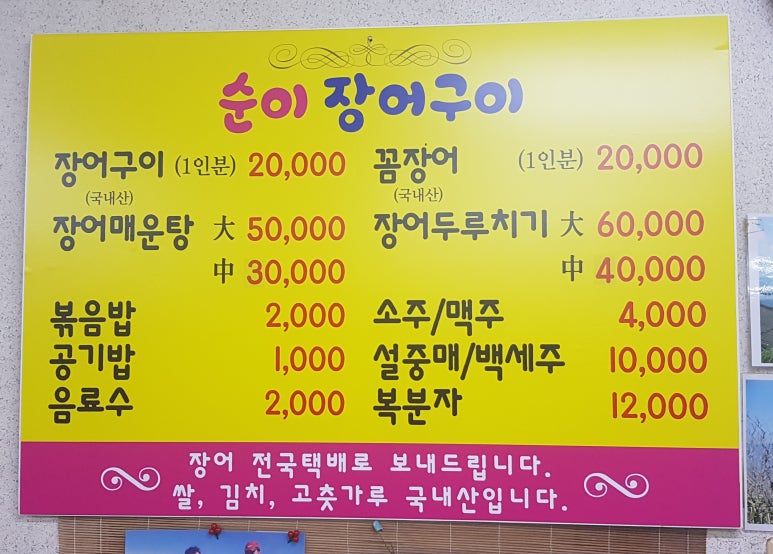 순이 장어구이
장어구이 (1인분) 20,000
(국내산)
장어매운탕 大 50,000
中 30,000
볶음밥 2,000
공기밥 1,000
음료수 2,000
꼼장어 (1인분) 20,000
(국내산)
장어두루치기 大 60,000
中 40,000
소주/맥주 4,000
설중매/백세주 10,000
복분자 12,000
장어 전국택배로 보내드립니다.
쌀, 김치, 고춧가루 국내산입니다.